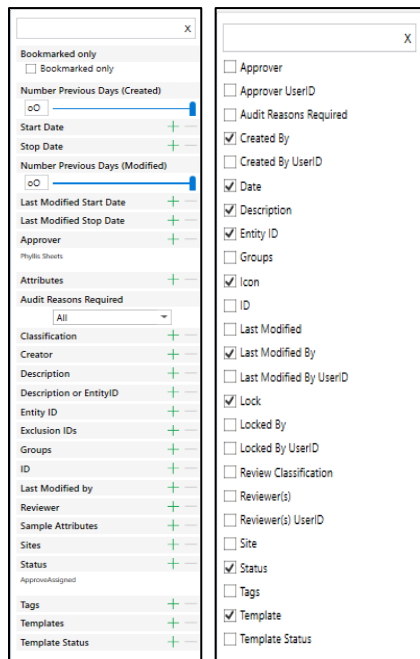 X
Bookmarked only
Bookmarked only
Number Previous Days (Created)
oO
Start Date
Stop Date
Number Previous Days (Modified)
oO
Last Modified Start Date
Last Modified Stop Date
Approver
Phyllis Sheets
Attributes
Audit Reasons Required
All
Classification
Creator
Description
Description or EntityID
Entity ID
Exclusion IDs
Groups
ID
Last Modified by
Reviewer
Sample Attributes
Sites
Status
ApproveAssigned
Tags
Templates
Template Status
X
Approver
Approver UserID
Audit Reasons Required
Created By
Created By UserID
Date
Description
Entity ID
Groups
Icon
ID
Last Modified
Last Modified By
Last Modified By UserID
Lock
Locked By
Locked By UserID
Review Classification
Reviewer(s)
Reviewer(s) UserID
Site
Status
Tags
Template
Template Status